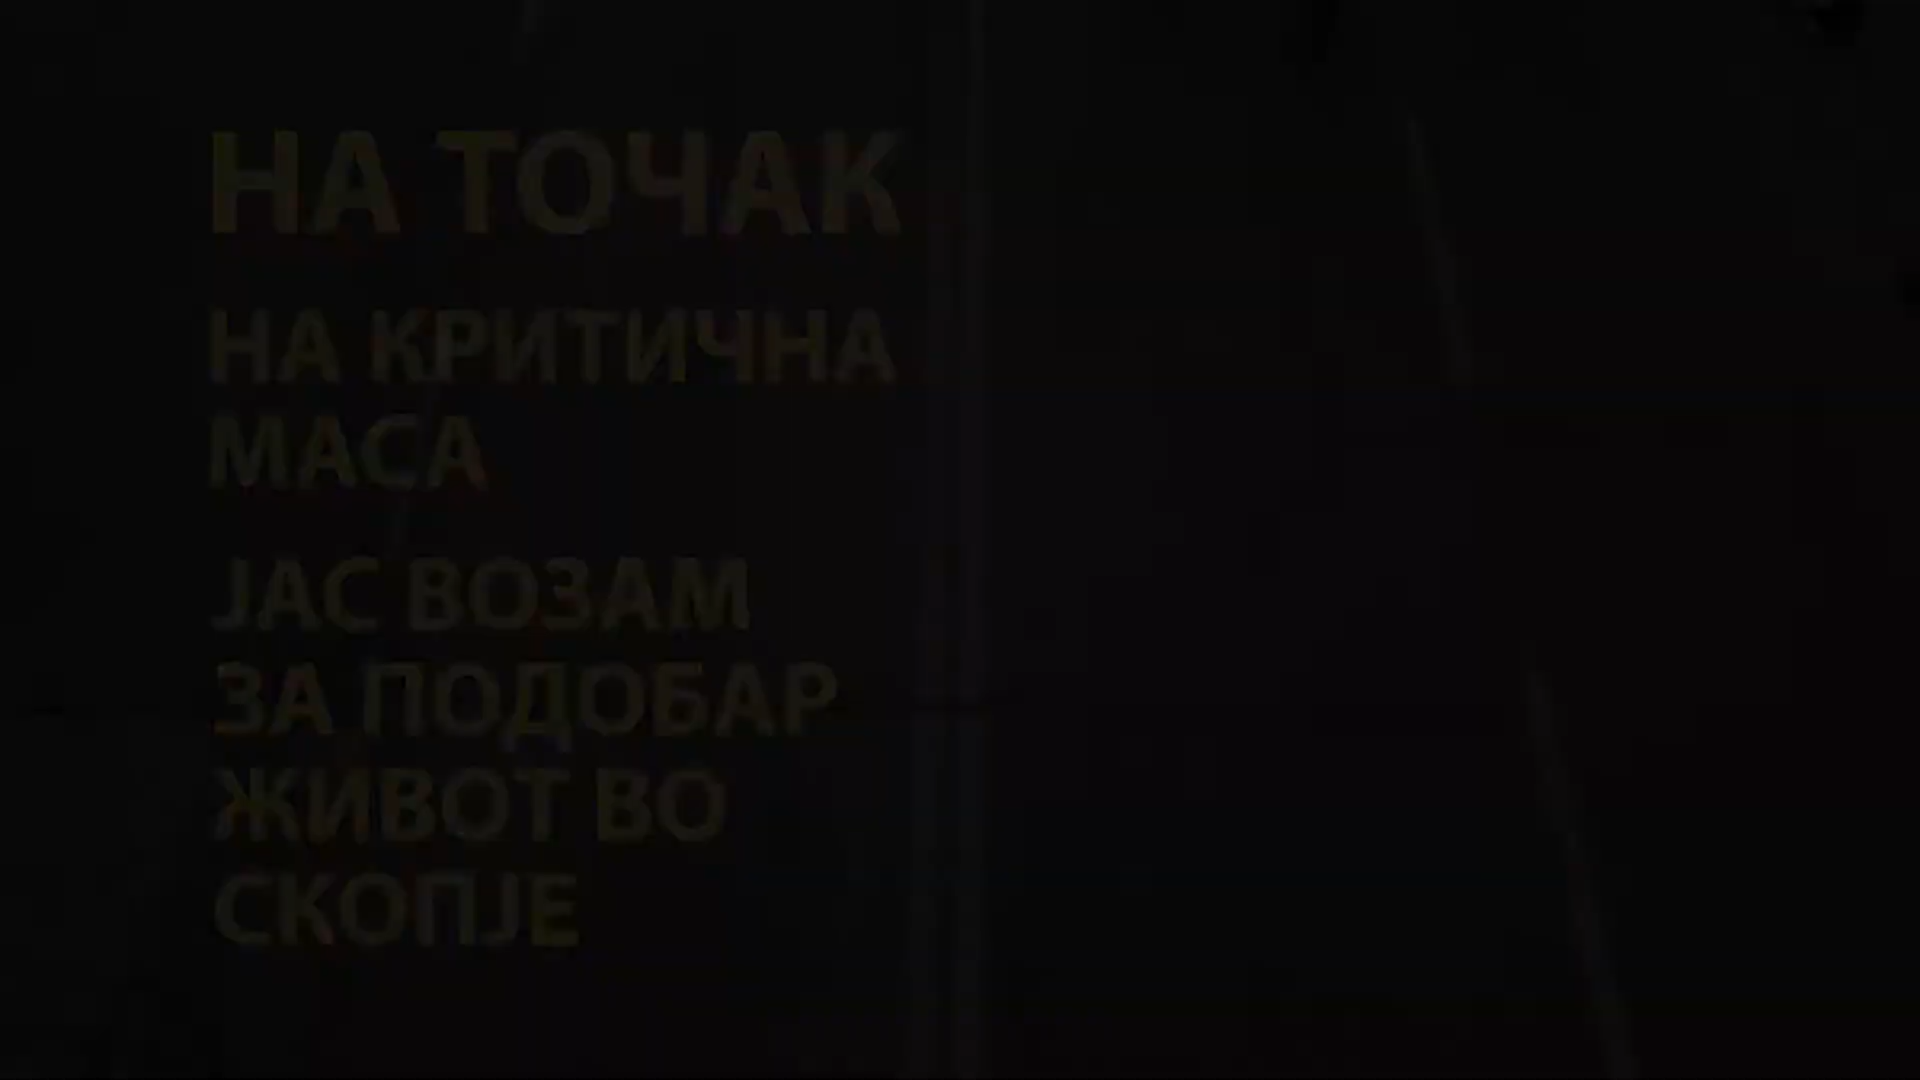 НА ТОЧАК
НА КРИТИЧНА
МАСА
ЈАС ВОЗАМ
ЗА ПОДОБАР
ЖИВОТ ВО
СКОПЈЕ